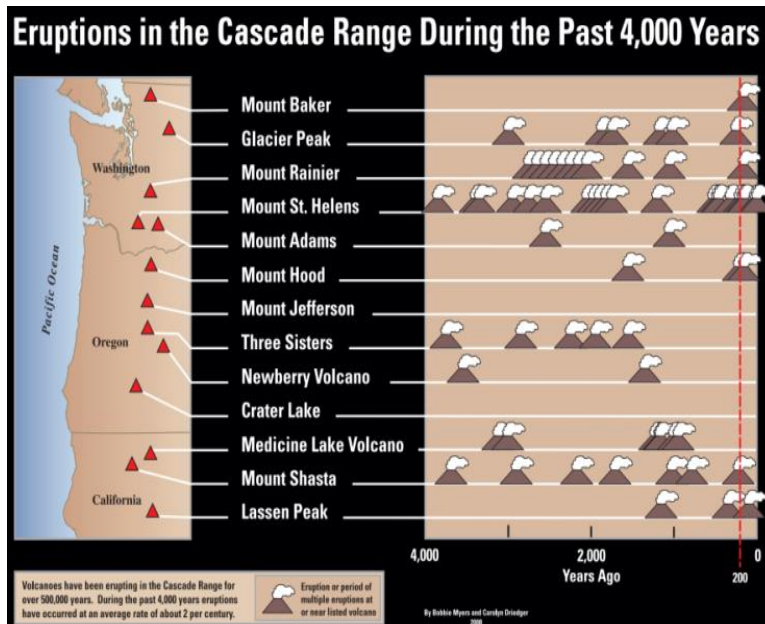 Eruptions in the Cascade Range During the Past 4,000 Years
Mount Baker
Glacier Peak
Washington
Mount Rainier
Mount St. Helens
Mount Adams
Pacific Ocean
Mount Hood
Mount Jefferson
Oregon
Three Sisters
Newberry Volcano
Crater Lake
Medicine Lake Volcano
Mount Shasta
California
Lassen Peak
4,000
2,000
0
Years Ago
200
Volcanoes have been erupting in the Cascade Range for
over 500,000 years. During the past 4,000 years eruptions
have occurred at an average rate of about 2 per century.
Eruption or period of
multiple eruptions at
or near listed volcano
By Bobbie Myers and Carolyn Driedger